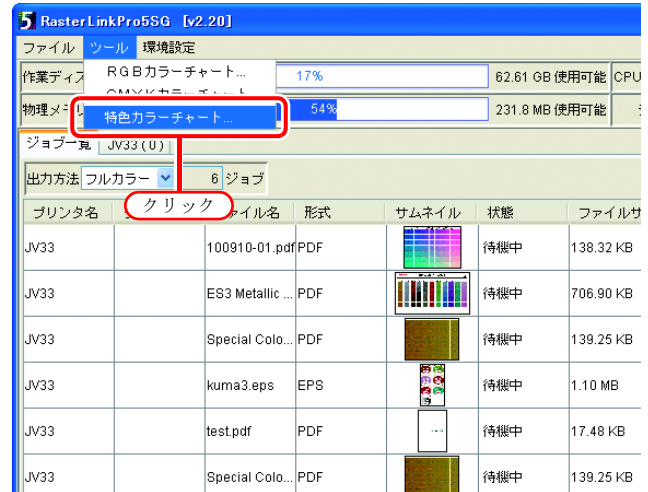 RasterLinkPro5SG [v2.20]
ファイル ツール 環境設定
作業ディス
RGBカラーチャート...
17%
62.61 GB 使用可能 CPU
物理メモリ
特色カラーチャート...
54%
231.8 MB 使用可能
ジョブ一覧 JV33(0)
出力方法 フルカラー 6 ジョブ
クリック
プリンタ名 ファイル名 形式 サムネイル 状態 ファイルサ
JV33 100910-01.pdf PDF 待機中 138.32 KB
JV33 ES3 Metallic ... PDF 待機中 706.90 KB
JV33 Special Colo... PDF 待機中 139.25 KB
JV33 kuma3.eps EPS 待機中 1.10 MB
JV33 test.pdf PDF 待機中 17.48 KB
JV33 Special Colo... PDF 待機中 139.25 KB